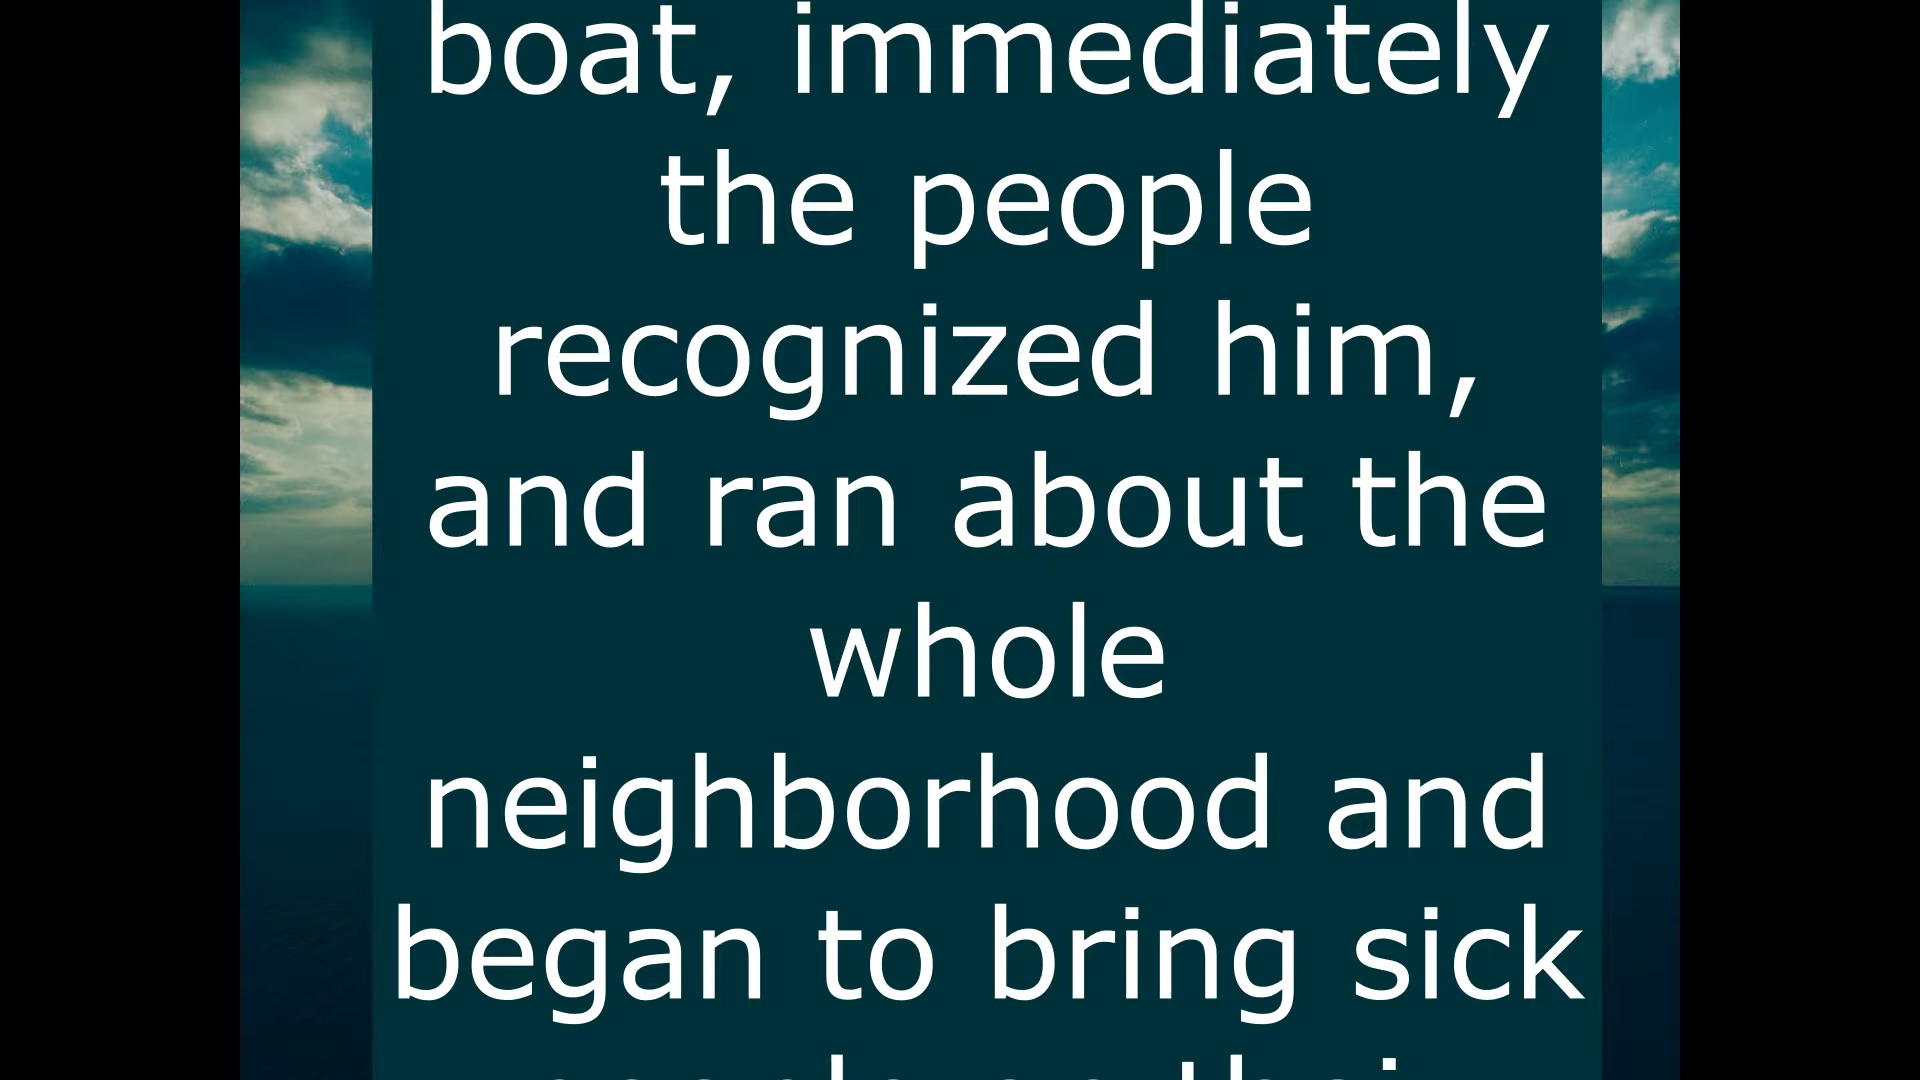 boat, immediately
the people
recognized him,
and ran about the
whole
neighborhood and
began to bring sick